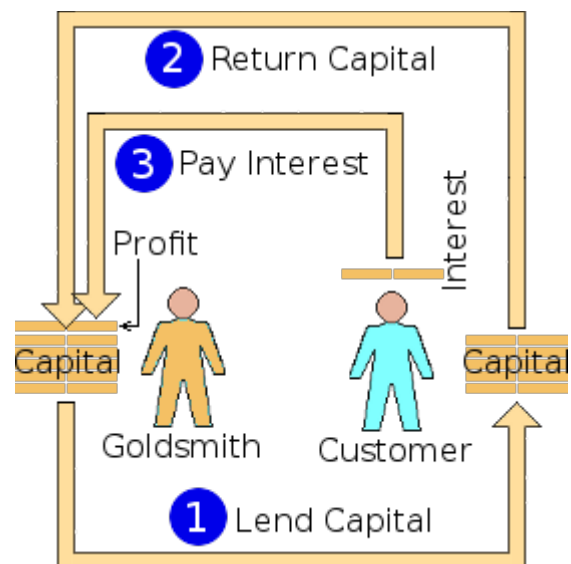 2 Return Capital
3 Pay Interest
Interest
Profit
Capital
Capital
Goldsmith
Customer
1 Lend Capital